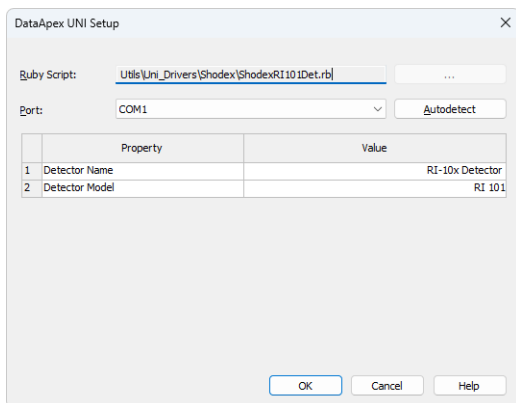 DataApex UNI Setup
Ruby Script: Utils\Uni_Drivers\Shodex\ShodexRI101Det.rb ...
Port: COM1 Autodetect
Property Value
1 Detector Name RI-10x Detector
2 Detector Model RI 101
OK Cancel Help